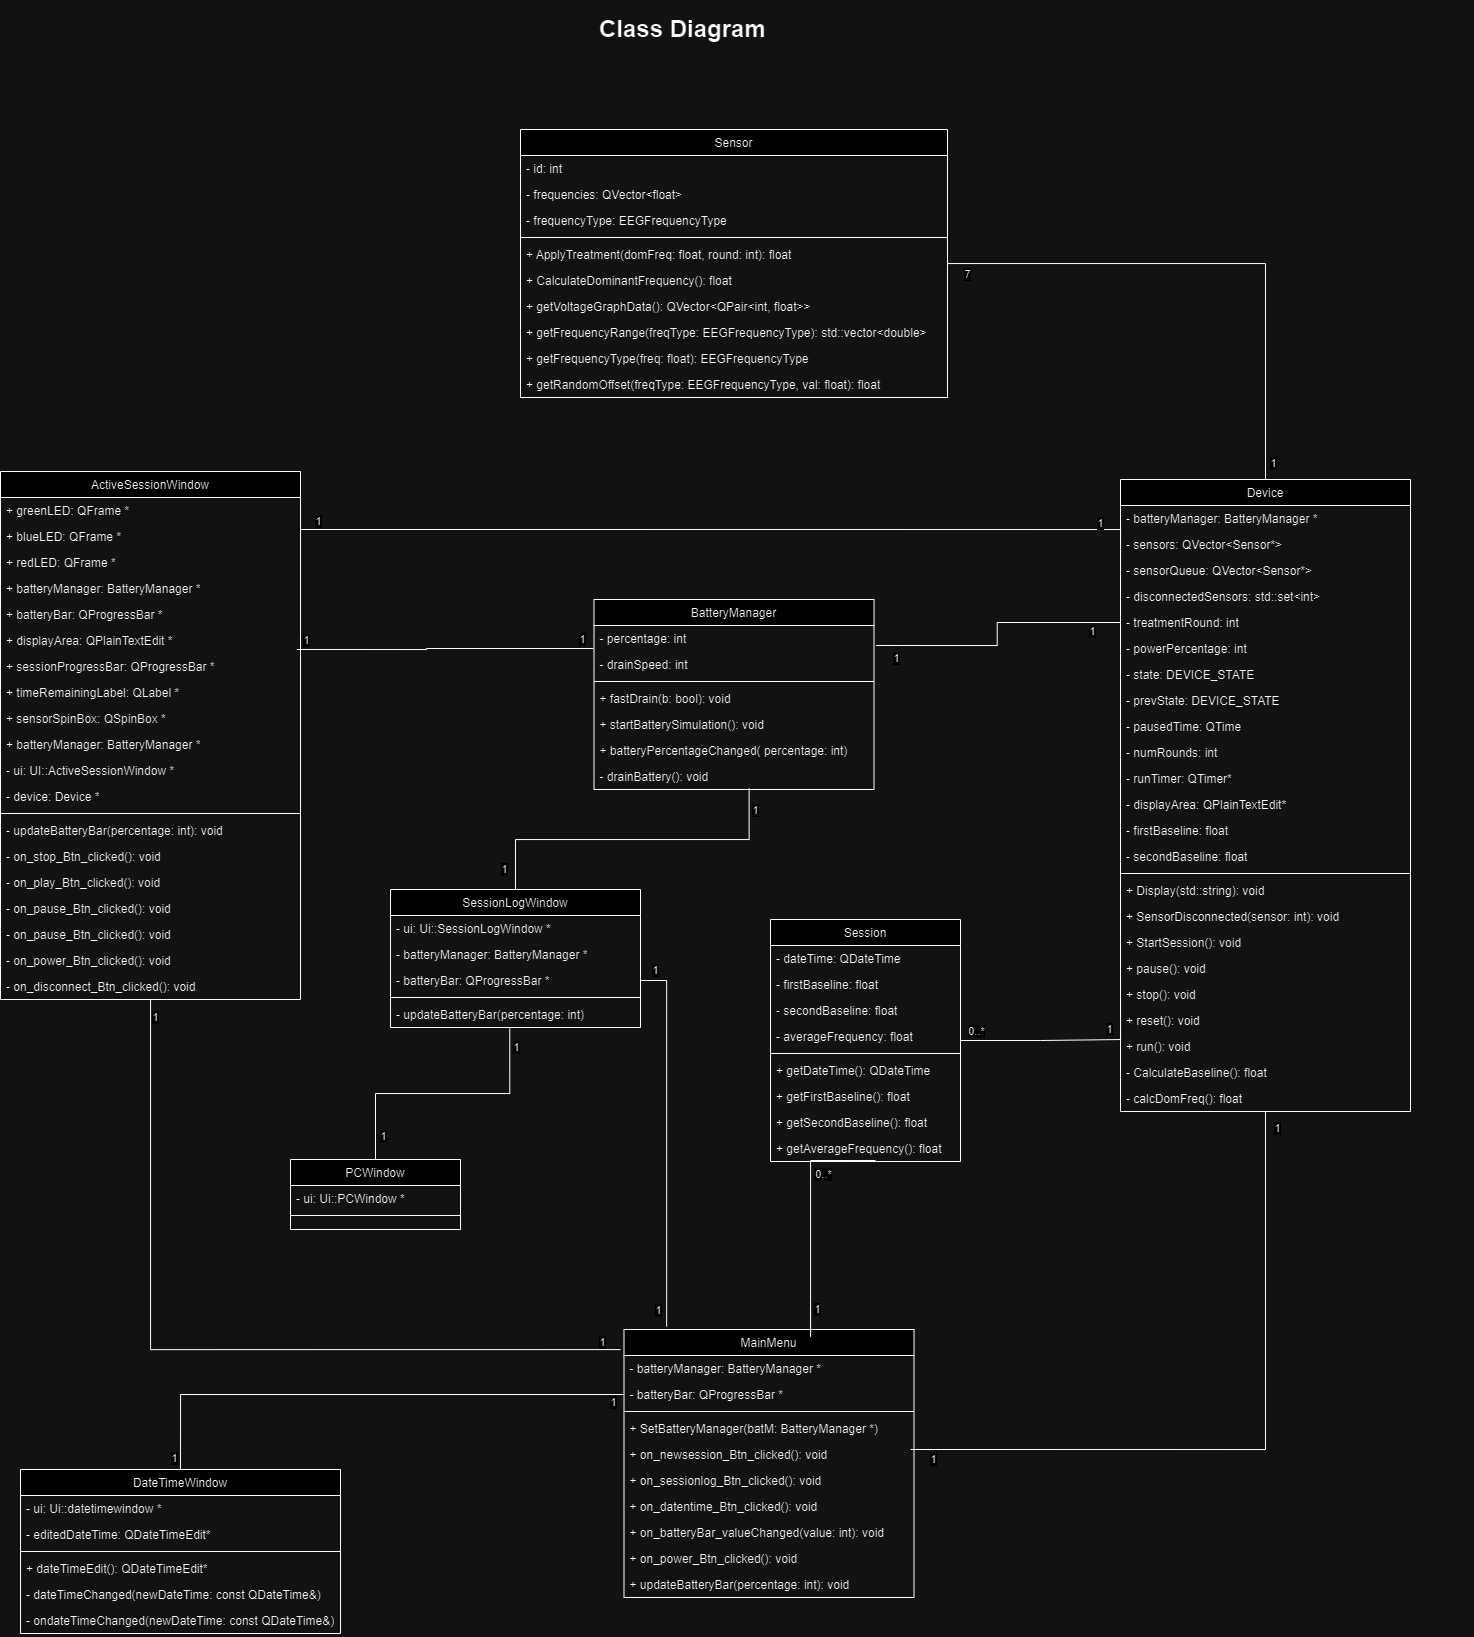 Class Diagram
Sensor
- id: int
- frequencies: QVector<float>
- frequencyType: EEGFrequencyType
+ ApplyTreatment(domFreq: float, round: int): float
+ CalculateDominantFrequency(): float
+ getVoltageGraphData(): QVector<QPair<int, float>>
+ getFrequencyRange(freqType: EEGFrequencyType): std::vector<double>
+ getFrequencyType(freq: float): EEGFrequencyType
+ getRandomOffset(freqType: EEGFrequencyType, val: float): float
7
1
ActiveSessionWindow
+ greenLED: QFrame *
+ blueLED: QFrame *
+ redLED: QFrame *
+ batteryManager: BatteryManager *
+ batteryBar: QProgressBar *
+ displayArea: QPlainTextEdit *
+ sessionProgressBar: QProgressBar *
+ timeRemainingLabel: QLabel *
+ sensorSpinBox: QSpinBox *
+ batteryManager: BatteryManager *
- ui: UI::ActiveSessionWindow *
- device: Device *
- updateBatteryBar(percentage: int): void
- on_stop_Btn_clicked(): void
- on_play_Btn_clicked(): void
- on_pause_Btn_clicked(): void
- on_pause_Btn_clicked(): void
- on_power_Btn_clicked(): void
- on_disconnect_Btn_clicked(): void
1
1
1
1
1
1
BatteryManager
- percentage: int
- drainSpeed: int
+ fastDrain(b: bool): void
+ startBatterySimulation(): void
+ batteryPercentageChanged( percentage: int)
- drainBattery(): void
Device
- batteryManager: BatteryManager *
- sensors: QVector<Sensor*>
- sensorQueue: QVector<Sensor*>
- disconnectedSensors: std::set<int>
- treatmentRound: int
- powerPercentage: int
- state: DEVICE_STATE
- prevState: DEVICE_STATE
- pausedTime: QTime
- numRounds: int
- runTimer: QTimer*
- displayArea: QPlainTextEdit*
- firstBaseline: float
- secondBaseline: float
+ Display(std::string): void
+ SensorDisconnected(sensor: int): void
+ StartSession(): void
+ pause(): void
+ stop(): void
+ reset(): void
+ run(): void
- CalculateBaseline(): float
- calcDomFreq(): float
1
1
SessionLogWindow
- ui: Ui::SessionLogWindow *
- batteryManager: BatteryManager *
- batteryBar: QProgressBar *
- updateBatteryBar(percentage: int)
1
Session
- dateTime: QDateTime
- firstBaseline: float
- secondBaseline: float
- averageFrequency: float
+ getDateTime(): QDateTime
+ getFirstBaseline(): float
+ getSecondBaseline(): float
+ getAverageFrequency(): float
0..*
1
1
1
1
1
PCWindow
- ui: Ui::PCWindow *
0..*
1
1
1
MainMenu
- batteryManager: BatteryManager *
- batteryBar: QProgressBar *
+ SetBatteryManager(batM: BatteryManager *)
+ on_newsession_Btn_clicked(): void
+ on_sessionlog_Btn_clicked(): void
+ on_datentime_Btn_clicked(): void
+ on_batteryBar_valueChanged(value: int): void
+ on_power_Btn_clicked(): void
+ updateBatteryBar(percentage: int): void
1
1
1
DateTimeWindow
- ui: Ui::datetimewindow *
- editedDateTime: QDateTimeEdit*
+ dateTimeEdit(): QDateTimeEdit*
- dateTimeChanged(newDateTime: const QDateTime&)
- ondateTimeChanged(newDateTime: const QDateTime&)